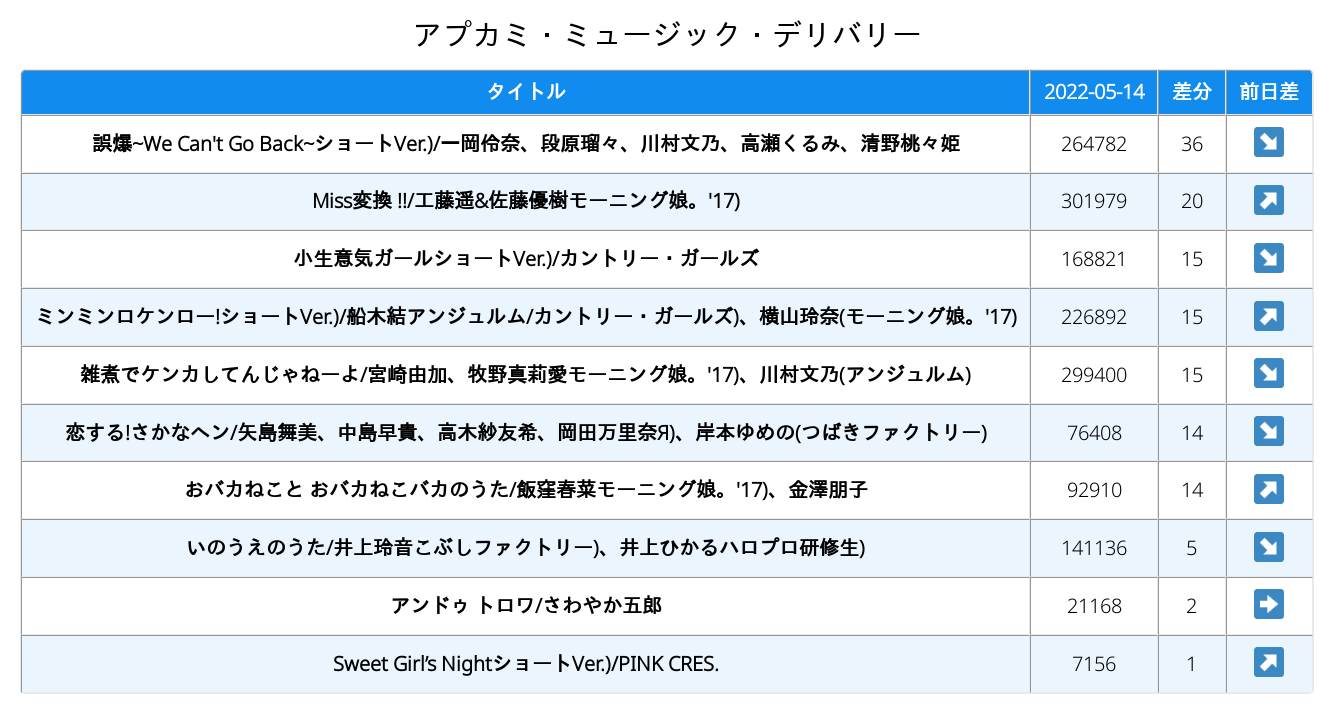 アプカミ・ミュージック・デリバリー
タイトル 2022-05-14 差分 前日差
誤爆~We Can't Go Back~ショートVer.)/一岡伶奈、段原瑠々、川村文乃、高瀬くるみ、清野桃々姫 264782 36
Miss変換 !!/工藤遥&佐藤優樹モーニング娘。'17) 301979 20
小生意気ガールショートVer.)/カントリー・ガールズ 168821 15
ミンミンロケンロー!ショートVer.)/船木結アンジュルム/カントリー・ガールズ)、横山玲奈(モーニング娘。'17) 226892 15
雑煮でケンカしてんじゃねーよ/宮崎由加、牧野真莉愛モーニング娘。'17)、川村文乃(アンジュルム) 299400 15
恋する!さかなヘン/矢島舞美、中島早貴、高木紗友希、岡田万里奈Я)、岸本ゆめの(つばきファクトリー) 76408 14
おバカねこと おバカねこバカのうた/飯窪春菜モーニング娘。'17)、金澤朋子 92910 14
いのうえのうた/井上玲音こぶしファクトリー)、井上ひかるハロプロ研修生) 141136 5
アンドゥ トロワ/さわやか五郎 21168 2
Sweet Girl’s NightショートVer.)/PINK CRES. 7156 1